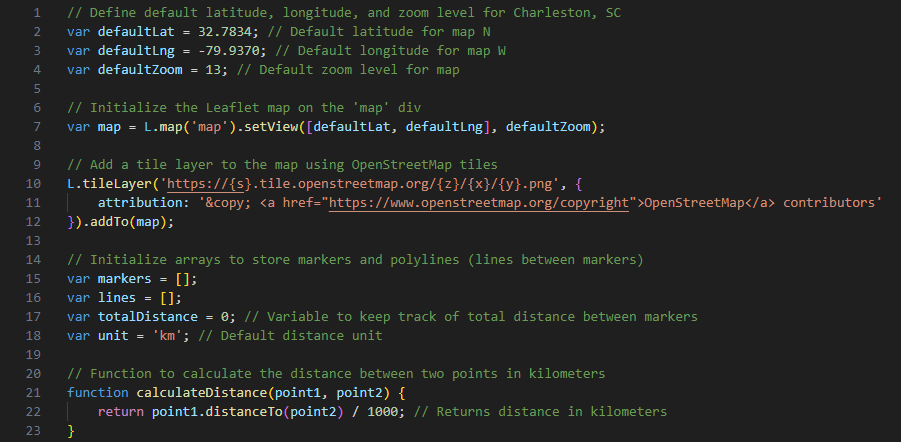 1 // Define default latitude, longitude, and zoom level for Charleston, SC
2 var defaultLat = 32.7834; // Default latitude for map N
3 var defaultLng = -79.9370; // Default longitude for map W
4 var defaultZoom = 13; // Default zoom level for map
5
6 // Initialize the Leaflet map on the 'map' div
7 var map = L.map('map').setView([defaultLat, defaultLng], defaultZoom);
8
9 // Add a tile layer to the map using OpenStreetMap tiles
10 L.tileLayer('https://{s}.tile.openstreetmap.org/{z}/{x}/{y}.png', {
11     attribution: '&copy; <a href="https://www.openstreetmap.org/copyright">OpenStreetMap</a> contributors'
12 }).addTo(map);
13
14 // Initialize arrays to store markers and polylines (lines between markers)
15 var markers = [];
16 var lines = [];
17 var totalDistance = 0; // Variable to keep track of total distance between markers
18 var unit = 'km'; // Default distance unit
19
20 // Function to calculate the distance between two points in kilometers
21 function calculateDistance(point1, point2) {
22     return point1.distanceTo(point2) / 1000; // Returns distance in kilometers
23 }